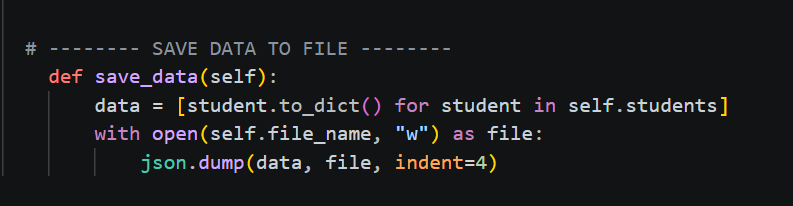 # -------- SAVE DATA TO FILE --------
def save_data(self):
data = [student.to_dict() for student in self.students]
with open(self.file_name, "w") as file:
json.dump(data, file, indent=4)